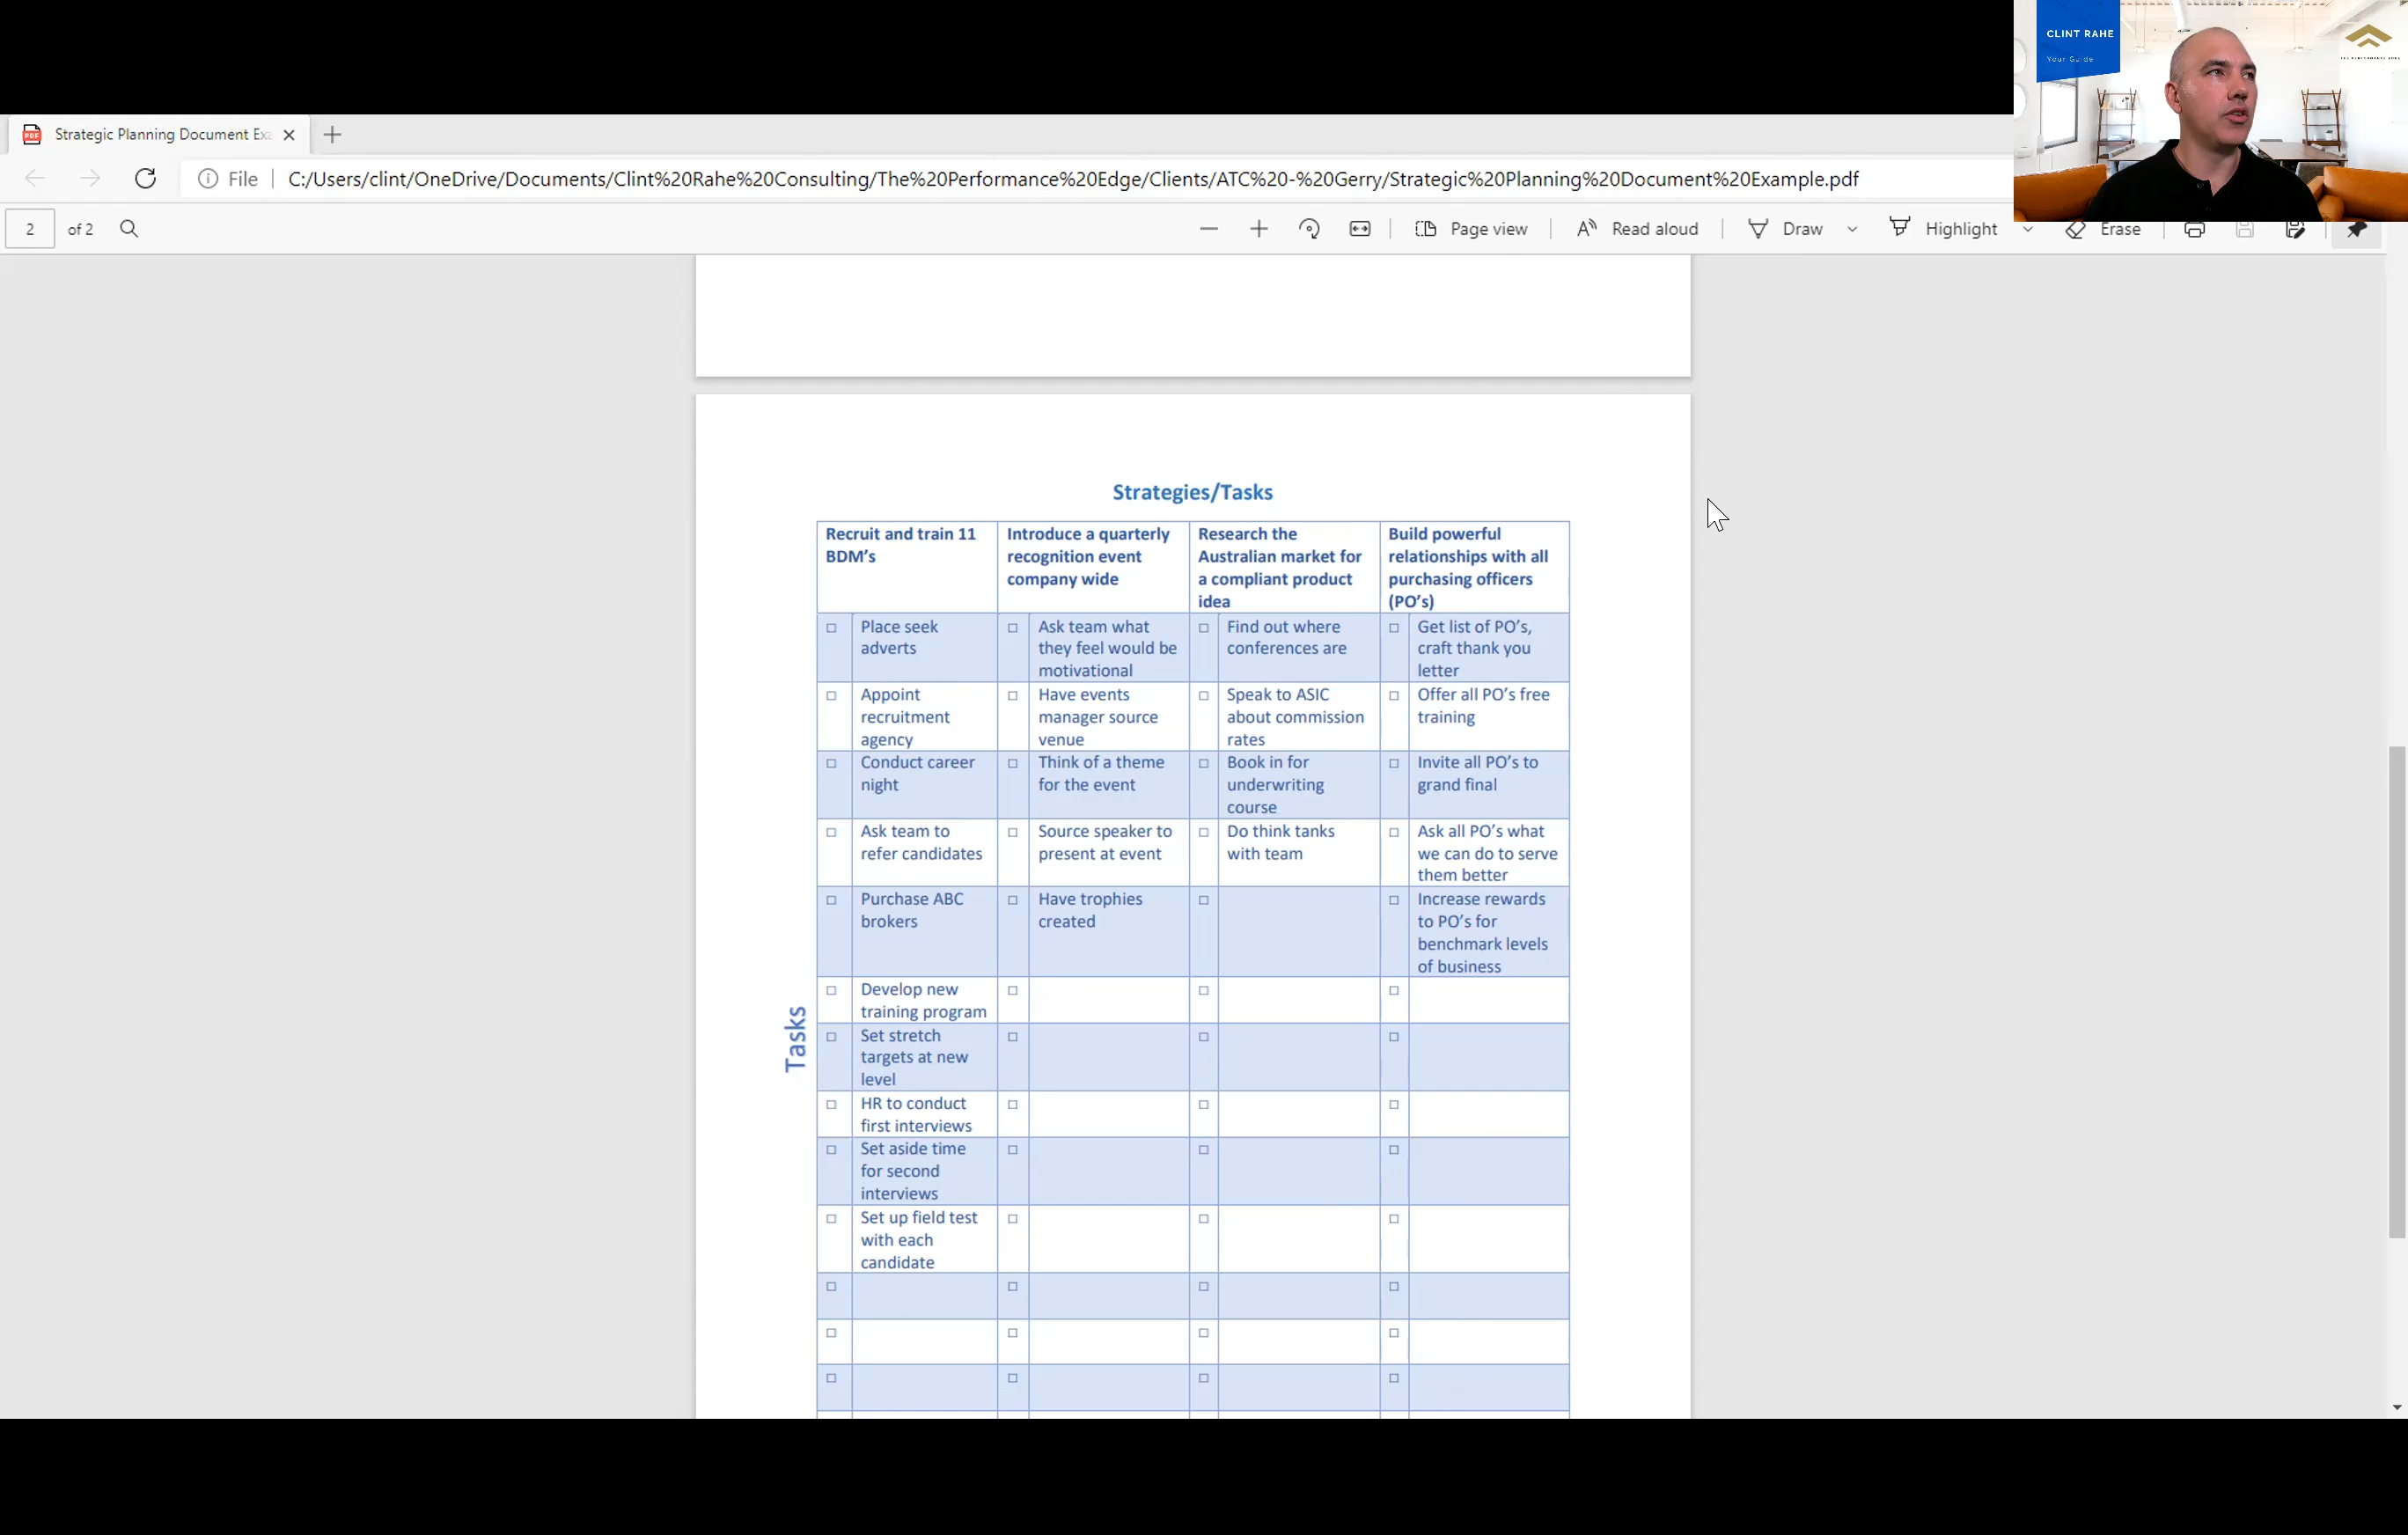 CLINT RAHE
Your Guide
Strategic Planning Document Exa
File
C:/Users/clint/OneDrive/Documents/Clint%20Rahe%20Consulting/The%20Performance%20Edge/Clients/ATC%20-%20Gerry/Strategic%20Planning%20Document%20Example.pdf
2 of 2
Page view
Read aloud
Draw
Highlight
Erase
Strategies/Tasks
Recruit and train 11
BDM's
Introduce a quarterly
recognition event
company wide
Research the
Australian market for
a compliant product
idea
Build powerful
relationships with all
purchasing officers
(PO's)
Place seek
adverts
Ask team what
they feel would be
motivational
Find out where
conferences are
Get list of PO's,
craft thank you
letter
Appoint
recruitment
agency
Have events
manager source
venue
Speak to ASIC
about commission
rates
Offer all PO's free
training
Conduct career
night
Think of a theme
for the event
Book in for
underwriting
course
Invite all PO's to
grand final
Ask team to
refer candidates
Source speaker to
present at event
Do think tanks
with team
Ask all PO's what
we can do to serve
them better
Purchase ABC
brokers
Have trophies
created
Increase rewards
to PO's for
benchmark levels
of business
Tasks
Develop new
training program
Set stretch
targets at new
level
HR to conduct
first interviews
Set aside time
for second
interviews
Set up field test
with each
candidate